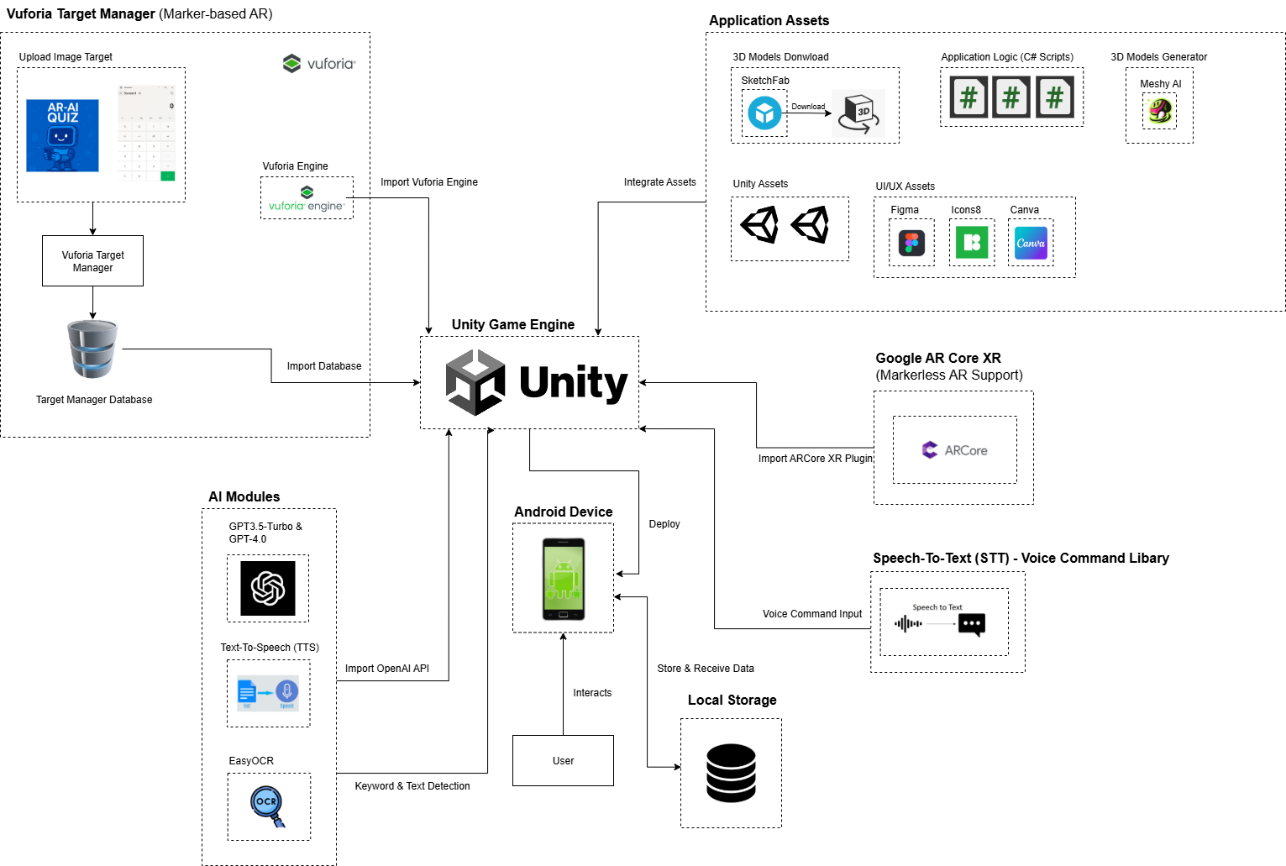 Vuforia Target Manager (Marker-based AR)
Upload Image Target
vuforia
AR-AI
QUIZ
0
Vuforia Engine
vuforia engine
Import Vuforia Engine
Vuforia Target
Manager
Import Database
Target Manager Database
Application Assets
3D Models Donwload
SketchFab
Download
3D
Application Logic (C# Scripts)
# # #
3D Models Generator
Meshy AI
Integrate Assets
Unity Assets
UI/UX Assets
Figma
Icons8
Canva
Canva
Unity Game Engine
Unity
Google AR Core XR
(Markerless AR Support)
ARCore
Import ARCore XR Plugin
AI Modules
GPT3.5-Turbo &
GPT-4.0
Text-To-Speech (TTS)
Import OpenAI API
EasyOCR
OCR
Keyword & Text Detection
Android Device
Deploy
Interacts
User
Store & Receive Data
Local Storage
Speech-To-Text (STT) - Voice Command Libary
Speech to Text
Voice Command Input